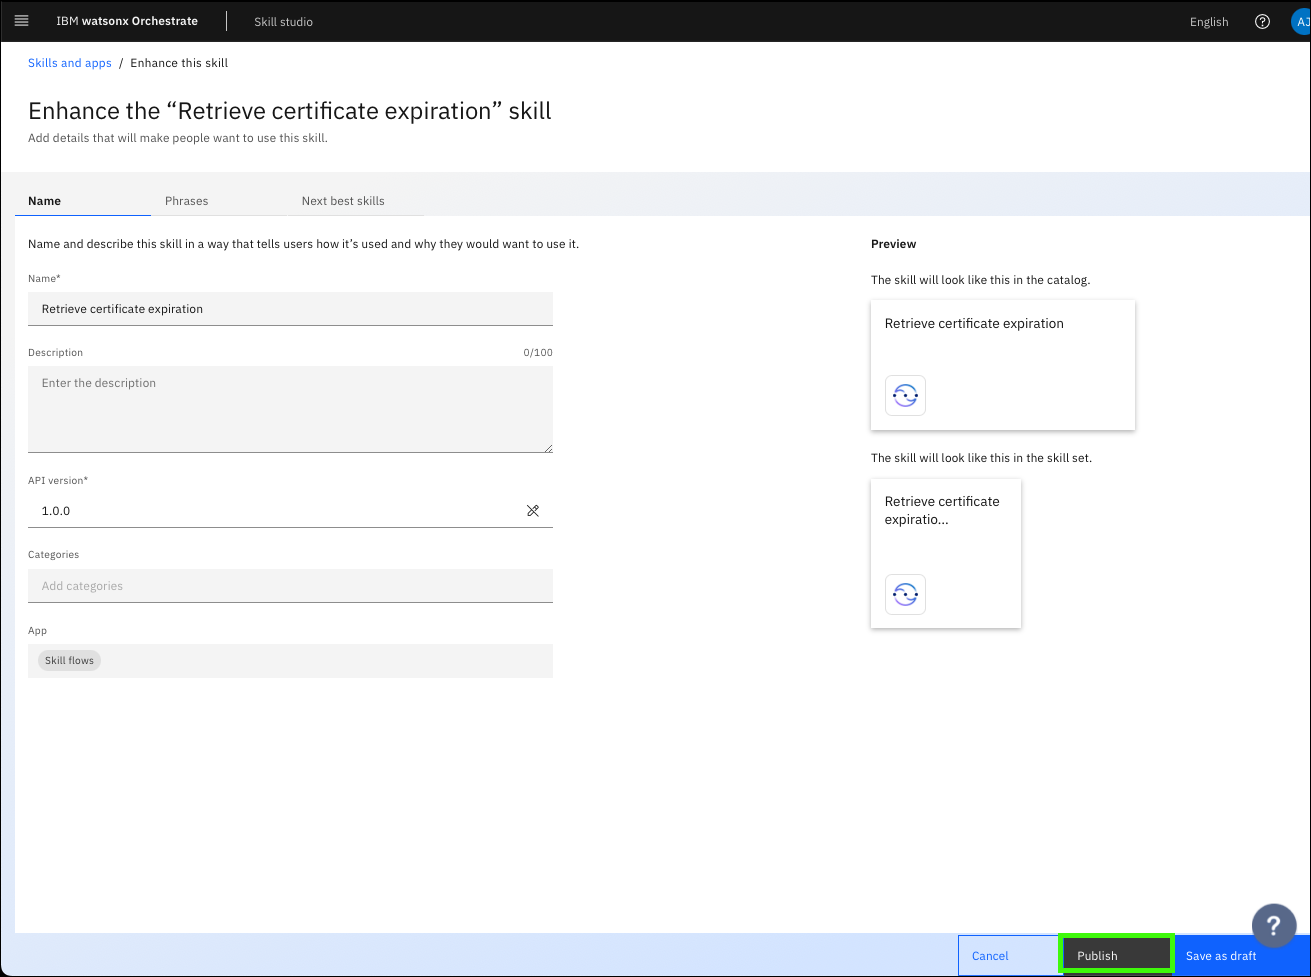 IBM watsonx Orchestrate
Skill studio
English
?
AJ
Skills and apps / Enhance this skill
Enhance the “Retrieve certificate expiration” skill
Add details that will make people want to use this skill.
Name
Phrases
Next best skills
Name and describe this skill in a way that tells users how it’s used and why they would want to use it.
Name*
Retrieve certificate expiration
Description
0/100
Enter the description
API version*
1.0.0
Categories
Add categories
App
Skill flows
Preview
The skill will look like this in the catalog.
Retrieve certificate expiration
The skill will look like this in the skill set.
Retrieve certificate
expiratio...
?
Cancel
Publish
Save as draft